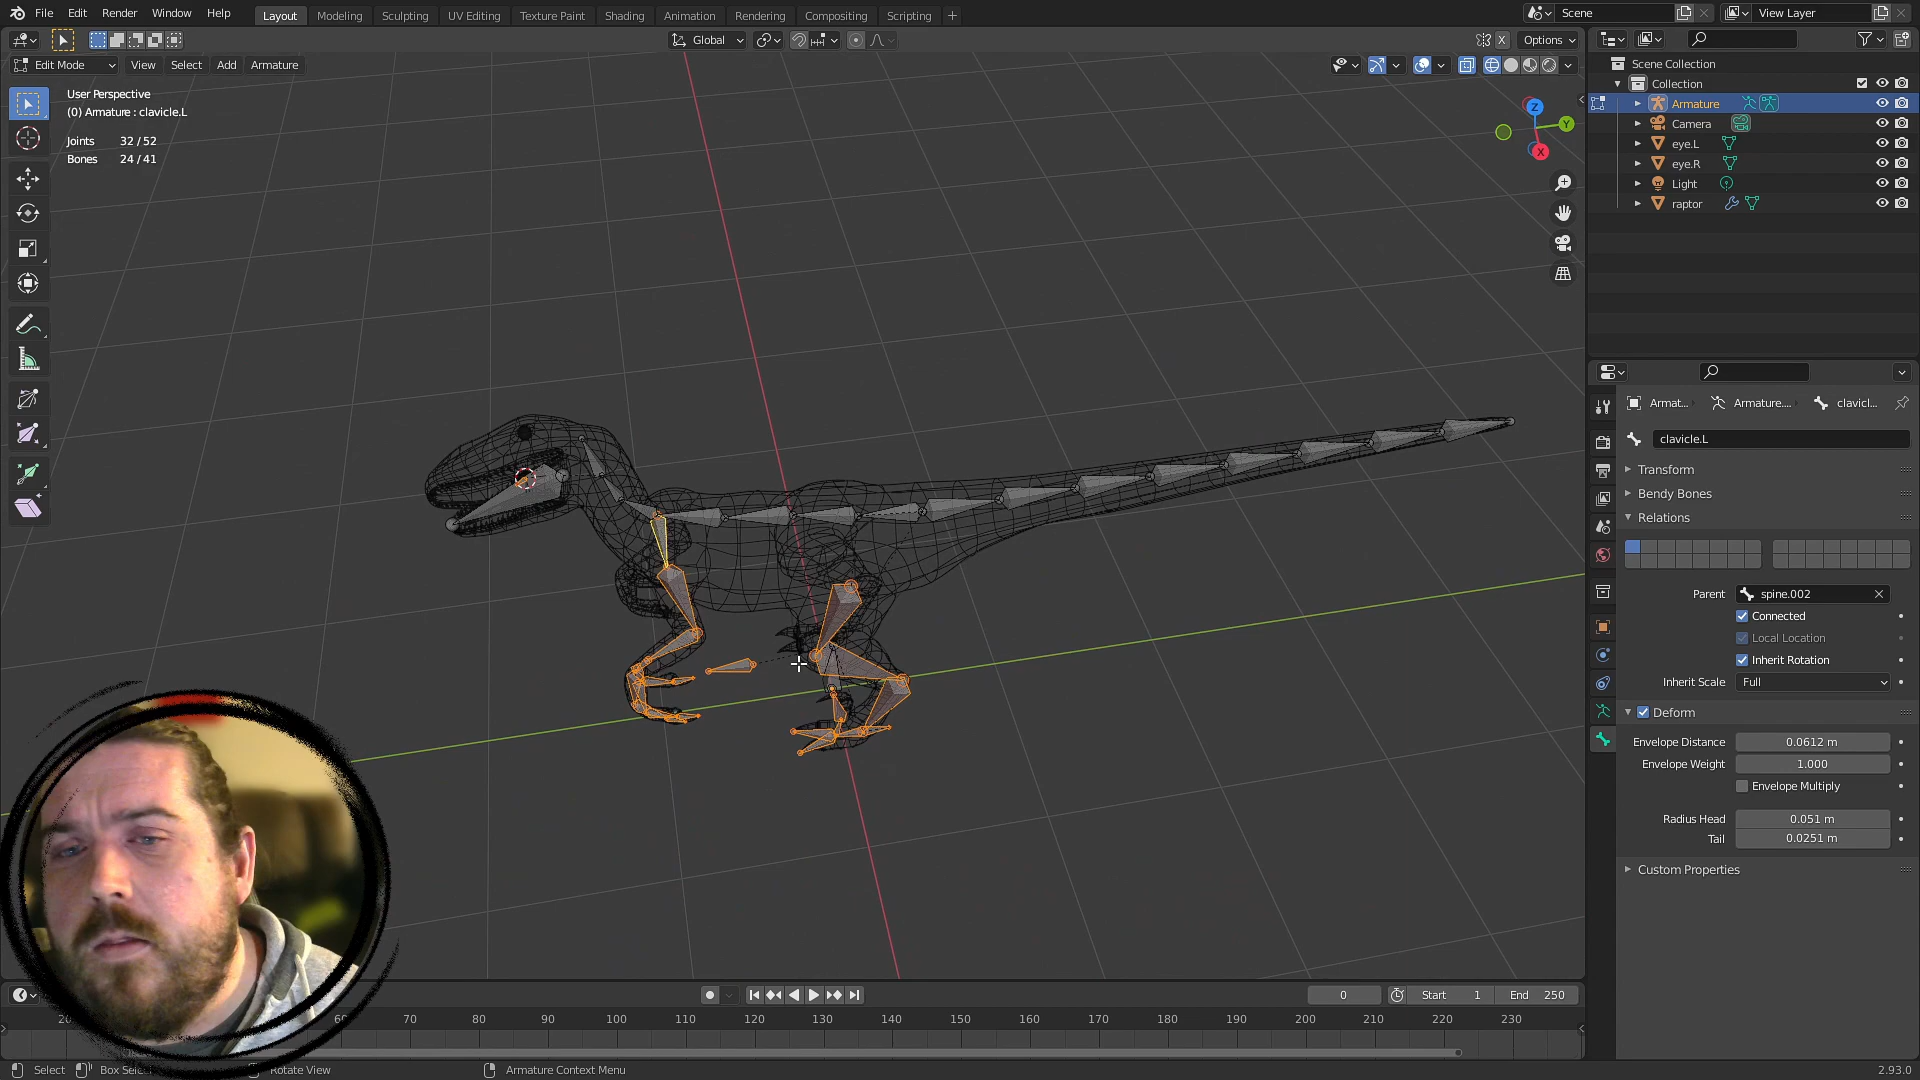 File Edit Render Window Help
Layout Modeling Sculpting UV Editing Texture Paint Shading Animation Rendering Compositing Scripting +
Scene
View Layer
Global
X
Options
Edit Mode
View Select Add Armature
User Perspective
(0) Armature : clavicle.L
Joints 32 / 52
Bones 24 / 41
Z
Y
X
Scene Collection
Collection
Armature
Camera
eye.L
eye.R
Light
raptor
Armat... Armature.... clavicl...
clavicle.L
Transform
Bendy Bones
Relations
Parent spine.002
Connected
Local Location
Inherit Rotation
Inherit Scale Full
Deform
Envelope Distance 0.0612 m
Envelope Weight 1.000
Envelope Multiply
Radius Head 0.051 m
Tail 0.0251 m
Custom Properties
0 Start 1 End 250
60 70 80 90 100 110 120 130 140 150 160 170 180 190 200 210 220 230
Select Rotate View Armature Context Menu 2.93.0